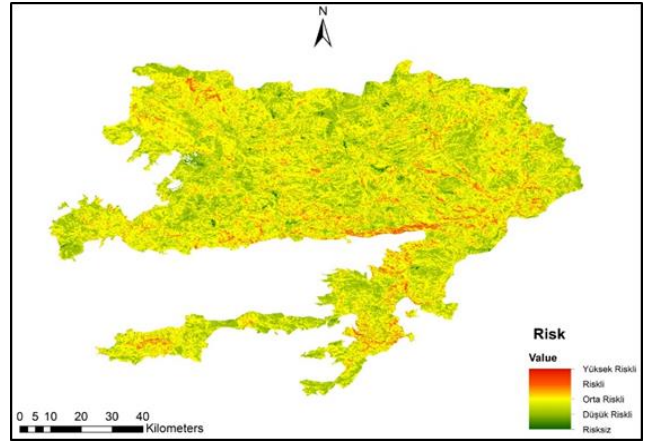 N
Risk
Value
Yüksek Riskli
Riskli
Orta Riskli
Düşük Riskli
Risksiz
0 5 10 20 30 40
Kilometers